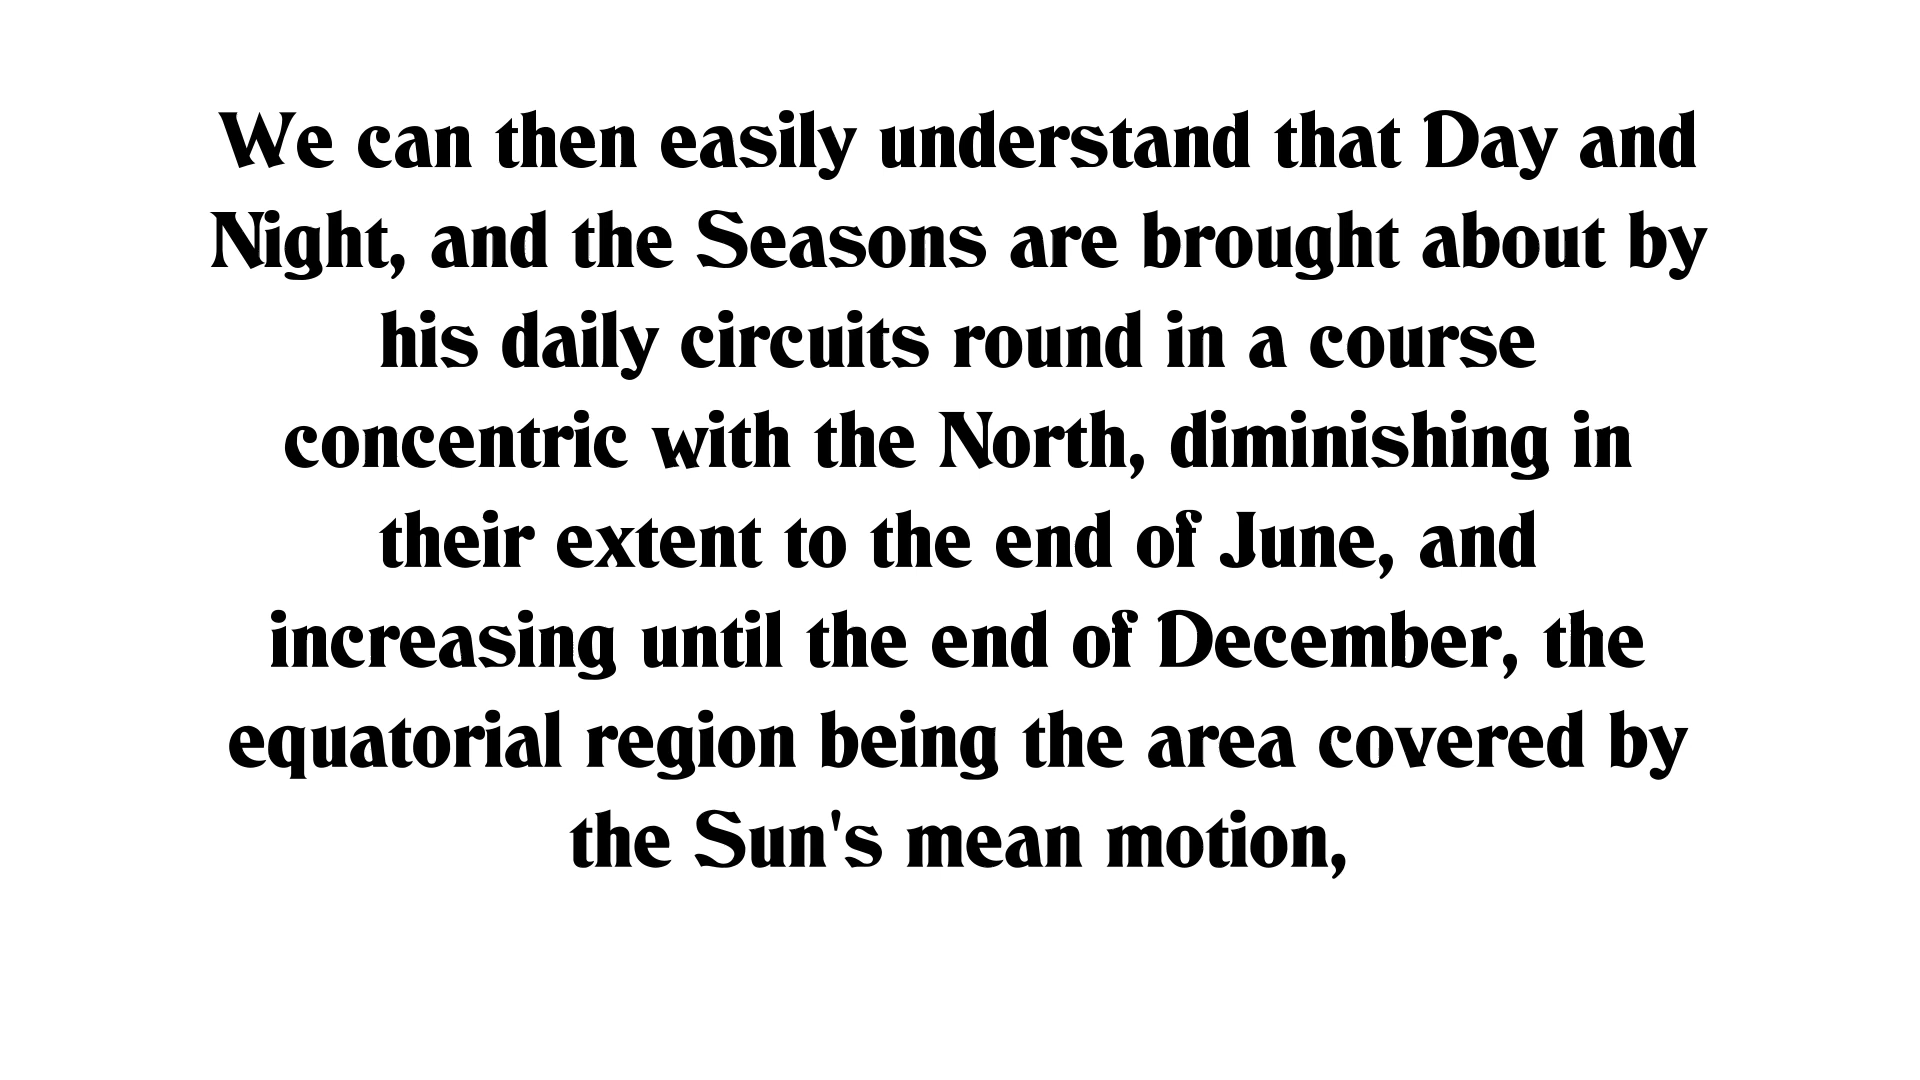 We can then easily understand that Day and
Night, and the Seasons are brought about by
his daily circuits round in a course
concentric with the North, diminishing in
their extent to the end of June, and
increasing until the end of December, the
equatorial region being the area covered by
the Sun's mean motion,